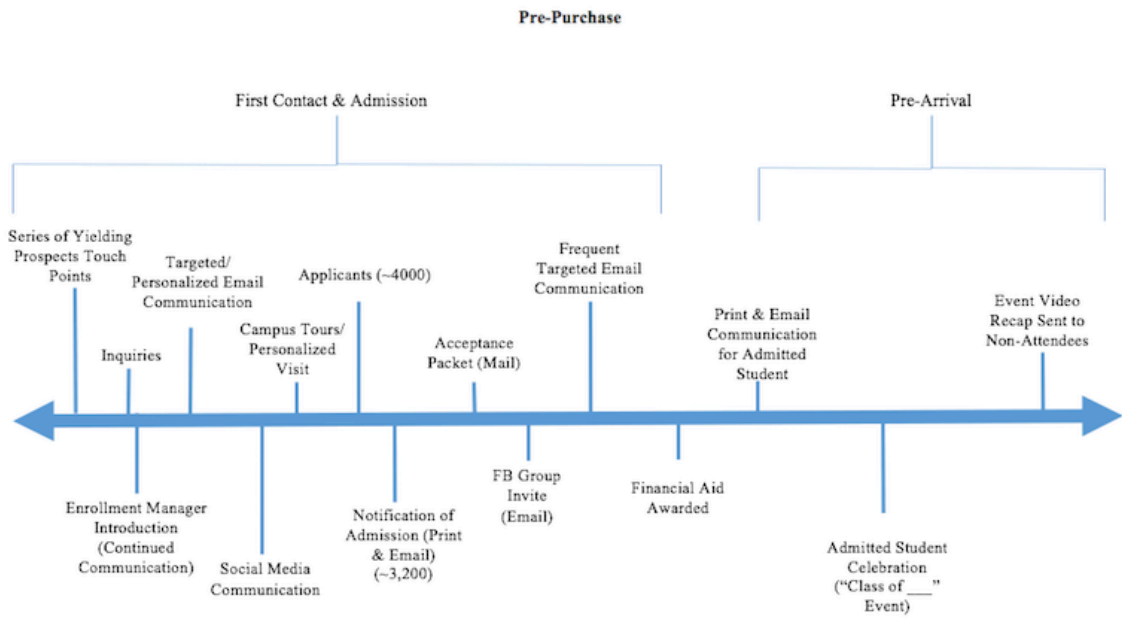 Pre-Purchase
First Contact & Admission
Pre-Arrival
Series of Yielding
Prospects Touch
Points
Inquiries
Targeted/
Personalized Email
Communication
Campus Tours/
Personalized
Visit
Applicants (~4000)
Acceptance
Packet (Mail)
Frequent
Targeted Email
Communication
Print & Email
Communication
for Admitted
Student
Event Video
Recap Sent to
Non-Attendees
Enrollment Manager
Introduction
(Continued
Communication)
Social Media
Communication
Notification of
Admission (Print
& Email)
(~3,200)
FB Group
Invite
(Email)
Financial Aid
Awarded
Admitted Student
Celebration
(“Class of ___”
Event)